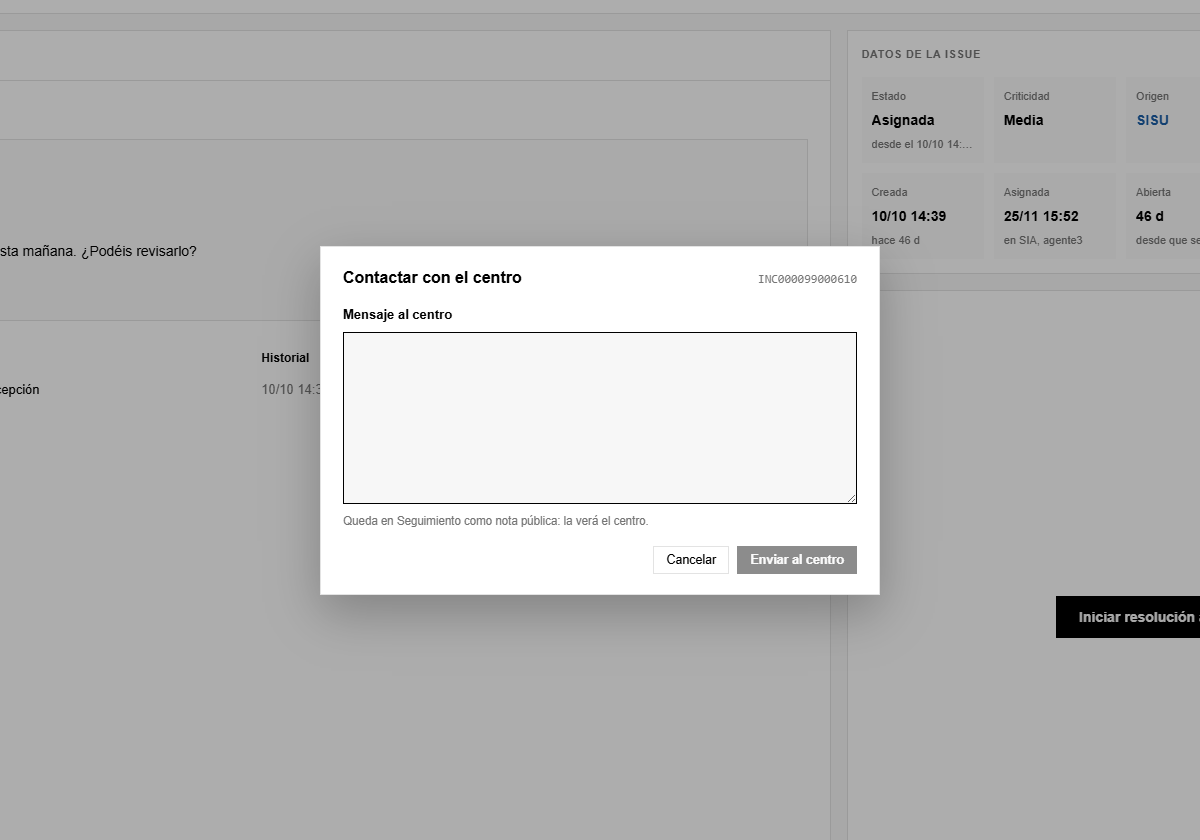 DATOS DE LA ISSUE
Estado
Asignada
desde el 10/10 14:...
Criticidad
Media
Origen
SISU
Creada
10/10 14:39
hace 46 d
Asignada
25/11 15:52
en SIA, agente3
Abierta
46 d
desde que se
sta mañana. ¿Podéis revisarlo?
Historial
cepción
10/10 14:3
Contactar con el centro
INC000099000610
Mensaje al centro
Queda en Seguimiento como nota pública: la verá el centro.
Cancelar
Enviar al centro
Iniciar resolución